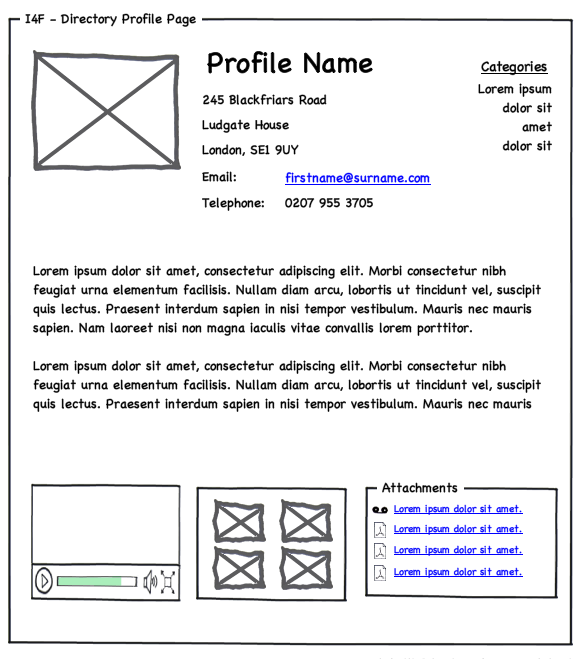 I4F - Directory Profile Page
Profile Name
245 Blackfriars Road
Ludgate House
London, SE1 9UY
Email: firstname@surname.com
Telephone: 0207 955 3705
Categories
Lorem ipsum
dolor sit
amet
dolor sit
Lorem ipsum dolor sit amet, consectetur adipiscing elit. Morbi consectetur nibh
feugiat urna elementum facilisis. Nullam diam arcu, lobortis ut tincidunt vel, suscipit
quis lectus. Praesent interdum sapien in nisi tempor vestibulum. Mauris nec mauris
sapien. Nam laoreet nisi non magna iaculis vitae convallis lorem porttitor.
Lorem ipsum dolor sit amet, consectetur adipiscing elit. Morbi consectetur nibh
feugiat urna elementum facilisis. Nullam diam arcu, lobortis ut tincidunt vel, suscipit
quis lectus. Praesent interdum sapien in nisi tempor vestibulum. Mauris nec mauris
Attachments
Lorem ipsum dolor sit amet.
Lorem ipsum dolor sit amet.
Lorem ipsum dolor sit amet.
Lorem ipsum dolor sit amet.